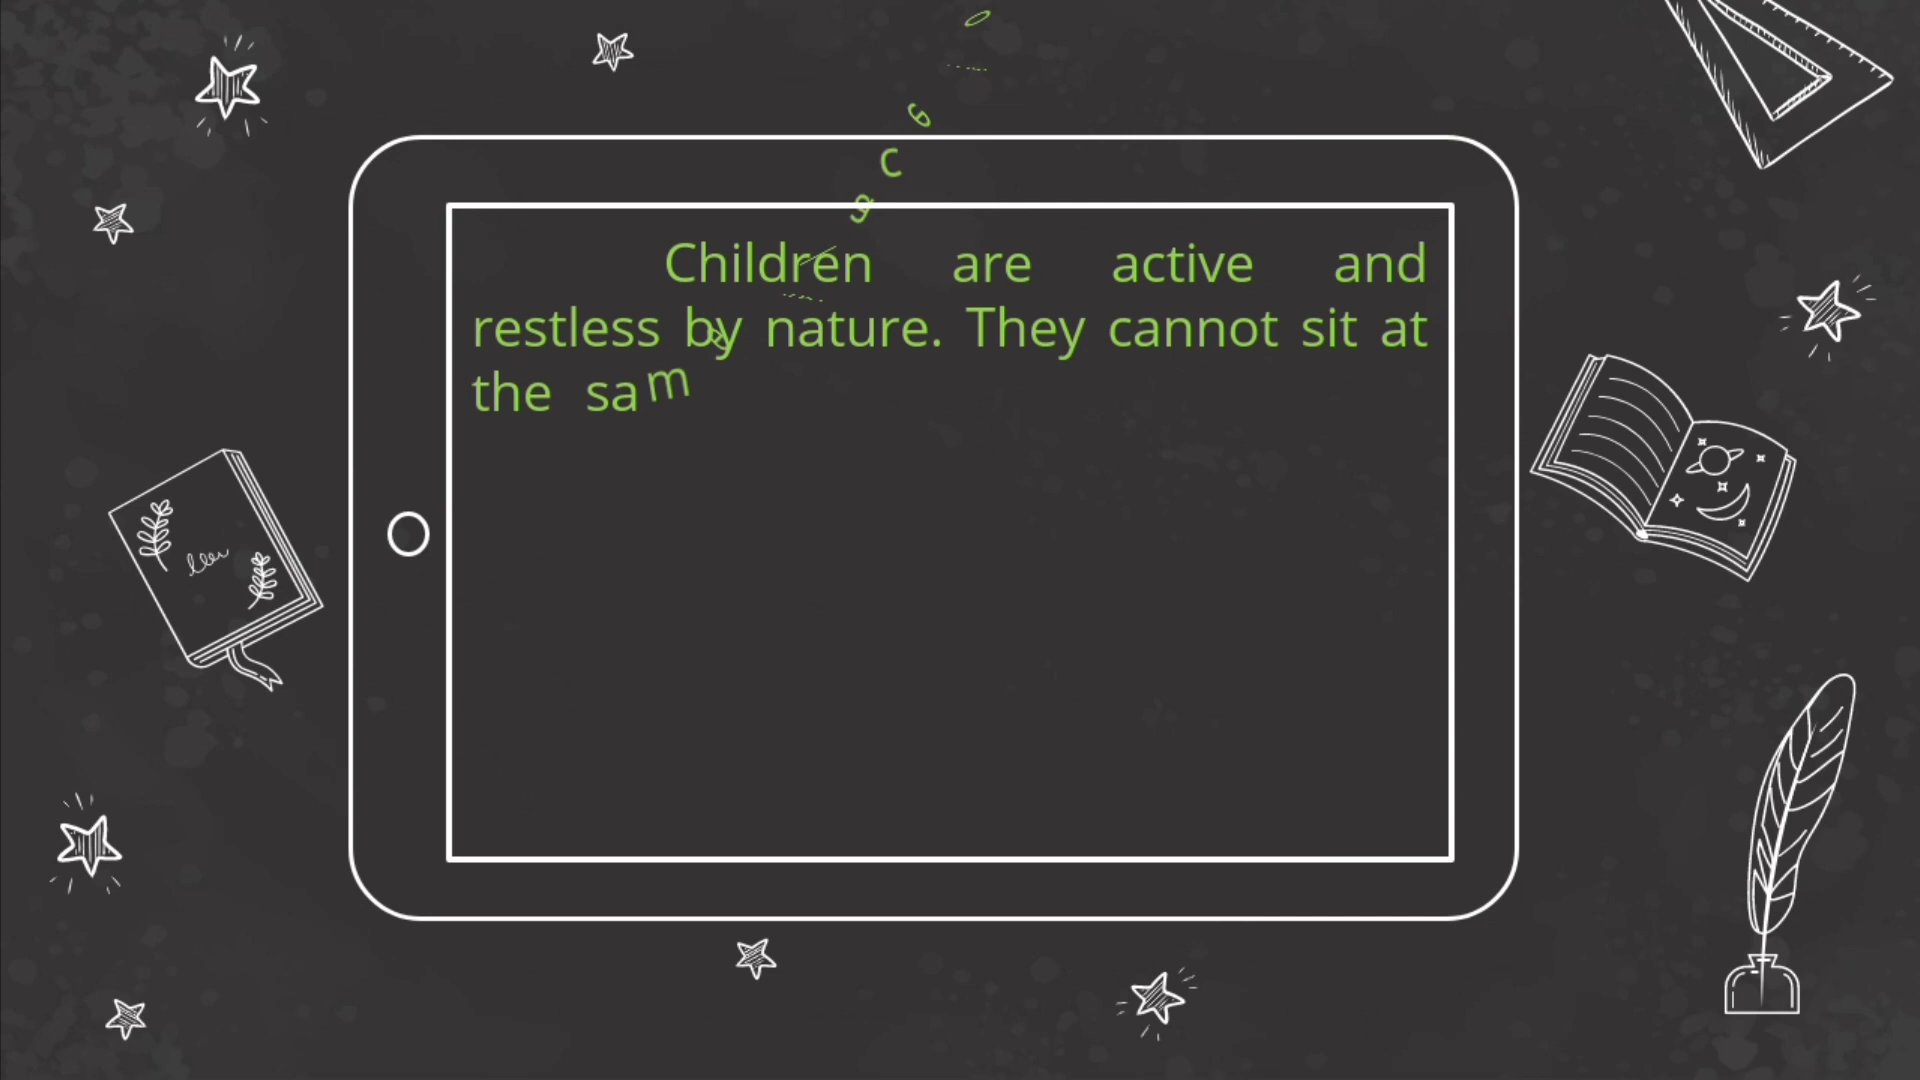 Children are active and
restless by nature. They cannot sit at
the sam